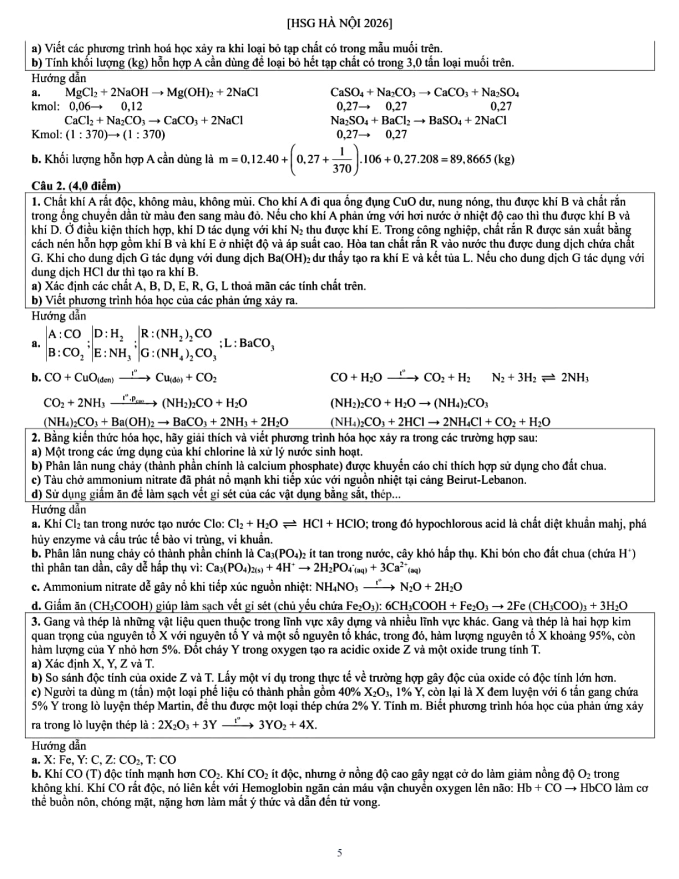 [HSG HÀ NỘI 2026]
a) Viết các phương trình hoá học xảy ra khi loại bỏ tạp chất có trong mẫu muối trên.
b) Tính khối lượng (kg) hỗn hợp A cần dùng để loại bỏ hết tạp chất có trong 3,0 tấn loại muối trên.
Hướng dẫn
a. MgCl₂ + 2NaOH → Mg(OH)₂ + 2NaCl CaSO₄ + Na₂CO₃ → CaCO₃ + Na₂SO₄
kmol: 0,06→ 0,12 0,27→ 0,27 0,27
CaCl₂ + Na₂CO₃ → CaCO₃ + 2NaCl Na₂SO₄ + BaCl₂ → BaSO₄ + 2NaCl
Kmol: (1 : 370)→ (1 : 370) 0,27→ 0,27
b. Khối lượng hỗn hợp A cần dùng là m = 0,12.40 + (0,27 + 1/370).106 + 0,27.208 = 89,8665 (kg)
Câu 2. (4,0 điểm)
1. Chất khí A rất độc, không màu, không mùi. Cho khí A đi qua ống đựng CuO dư, nung nóng, thu được khí B và chất rắn
trong ống chuyển dần từ màu đen sang màu đỏ. Nếu cho khí A phản ứng với hơi nước ở nhiệt độ cao thì thu được khí B và
khí D. Ở điều kiện thích hợp, khí D tác dụng với khí N₂ thu được khí E. Trong công nghiệp, chất rắn R được sản xuất bằng
cách nén hỗn hợp gồm khí B và khí E ở nhiệt độ và áp suất cao. Hòa tan chất rắn R vào nước thu được dung dịch chứa chất
G. Khi cho dung dịch G tác dụng với dung dịch Ba(OH)₂ dư thấy tạo ra khí E và kết tủa L. Nếu cho dung dịch G tác dụng với
dung dịch HCl dư thì tạo ra khí B.
a) Xác định các chất A, B, D, E, R, G, L thoả mãn các tính chất trên.
b) Viết phương trình hóa học của các phản ứng xảy ra.
Hướng dẫn
a. |A : CO |D : H₂ |R : (NH₂)₂CO
|B : CO₂ ; |E : NH₃ ; |G : (NH₄)₂CO₃ ; L : BaCO₃
b. CO + CuO(đen) —t°→ Cu(đỏ) + CO₂ CO + H₂O —t°→ CO₂ + H₂ N₂ + 3H₂ ⇌ 2NH₃
CO₂ + 2NH₃ —t°,p cao→ (NH₂)₂CO + H₂O (NH₂)₂CO + H₂O → (NH₄)₂CO₃
(NH₄)₂CO₃ + Ba(OH)₂ → BaCO₃ + 2NH₃ + 2H₂O (NH₄)₂CO₃ + 2HCl → 2NH₄Cl + CO₂ + H₂O
2. Bằng kiến thức hóa học, hãy giải thích và viết phương trình hóa học xảy ra trong các trường hợp sau:
a) Một trong các ứng dụng của khí chlorine là xử lý nước sinh hoạt.
b) Phân lân nung chảy (thành phần chính là calcium phosphate) được khuyến cáo chỉ thích hợp sử dụng cho đất chua.
c) Tàu chở ammonium nitrate đã phát nổ mạnh khi tiếp xúc với nguồn nhiệt tại cảng Beirut-Lebanon.
d) Sử dụng giấm ăn để làm sạch vết gỉ sét của các vật dụng bằng sắt, thép...
Hướng dẫn
a. Khí Cl₂ tan trong nước tạo nước Clo: Cl₂ + H₂O ⇌ HCl + HClO; trong đó hypochlorous acid là chất diệt khuẩn mạnh, phá
hủy enzyme và cấu trúc tế bào vi trùng, vi khuẩn.
b. Phân lân nung chảy có thành phần chính là Ca₃(PO₄)₂ ít tan trong nước, cây khó hấp thụ. Khi bón cho đất chua (chứa H⁺)
thì phân tan dần, cây dễ hấp thụ vì: Ca₃(PO₄)₂(s) + 4H⁺ → 2H₂PO₄⁻(aq) + 3Ca²⁺(aq)
c. Ammonium nitrate dễ gây nổ khi tiếp xúc nguồn nhiệt: NH₄NO₃ —t°→ N₂O + 2H₂O
d. Giấm ăn (CH₃COOH) giúp làm sạch vết gỉ sét (chủ yếu chứa Fe₂O₃): 6CH₃COOH + Fe₂O₃ → 2Fe (CH₃COO)₃ + 3H₂O
3. Gang và thép là những vật liệu quen thuộc trong lĩnh vực xây dựng và nhiều lĩnh vực khác. Gang và thép là hai hợp kim
quan trọng của nguyên tố X với nguyên tố Y và một số nguyên tố khác, trong đó, hàm lượng nguyên tố X khoảng 95%, còn
hàm lượng của Y nhỏ hơn 5%. Đốt cháy Y trong oxygen tạo ra acidic oxide Z và một oxide trung tính T.
a) Xác định X, Y, Z và T.
b) So sánh độc tính của oxide Z và T. Lấy một ví dụ trong thực tế về trường hợp gây độc của oxide có độc tính lớn hơn.
c) Người ta dùng m (tấn) một loại phế liệu có thành phần gồm 40% X₂O₃, 1% Y, còn lại là X đem luyện với 6 tấn gang chứa
5% Y trong lò luyện thép Martin, để thu được một loại thép chứa 2% Y. Tính m. Biết phương trình hóa học của phản ứng xảy
ra trong lò luyện thép là : 2X₂O₃ + 3Y —t°→ 3YO₂ + 4X.
Hướng dẫn
a. X: Fe, Y: C, Z: CO₂, T: CO
b. Khí CO (T) độc tính mạnh hơn CO₂. Khí CO₂ ít độc, nhưng ở nồng độ cao gây ngạt cở do làm giảm nồng độ O₂ trong
không khí. Khí CO rất độc, nó liên kết với Hemoglobin ngăn cản máu vận chuyển oxygen lên não: Hb + CO → HbCO làm cơ
thể buồn nôn, chóng mặt, nặng hơn làm mất ý thức và dẫn đến tử vong.
5